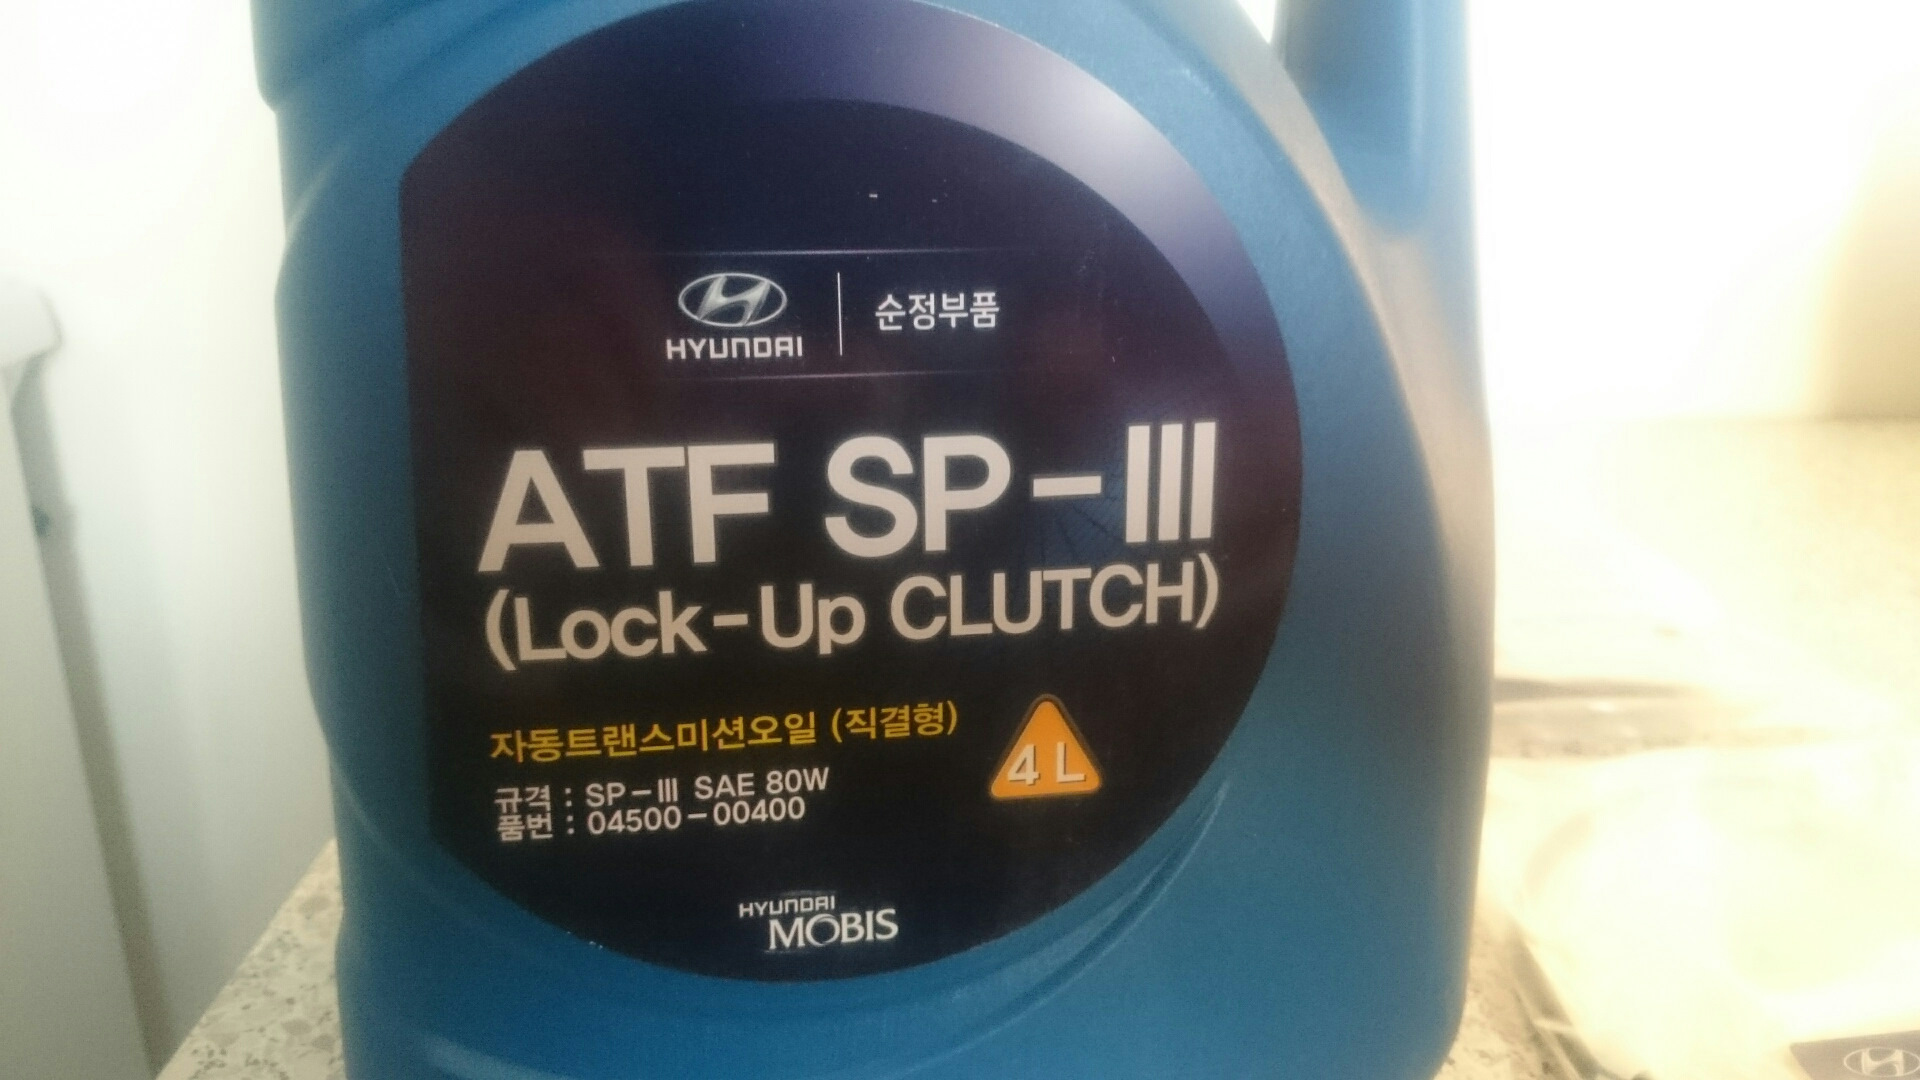 HYUNDAI
순정부품
ATF SP-III
(Lock-Up CLUTCH)
자동트랜스미션오일 (직결형)
4 L
규격 : SP-III SAE 80W
품번 : 04500-00400
HYUNDAI
MOBIS